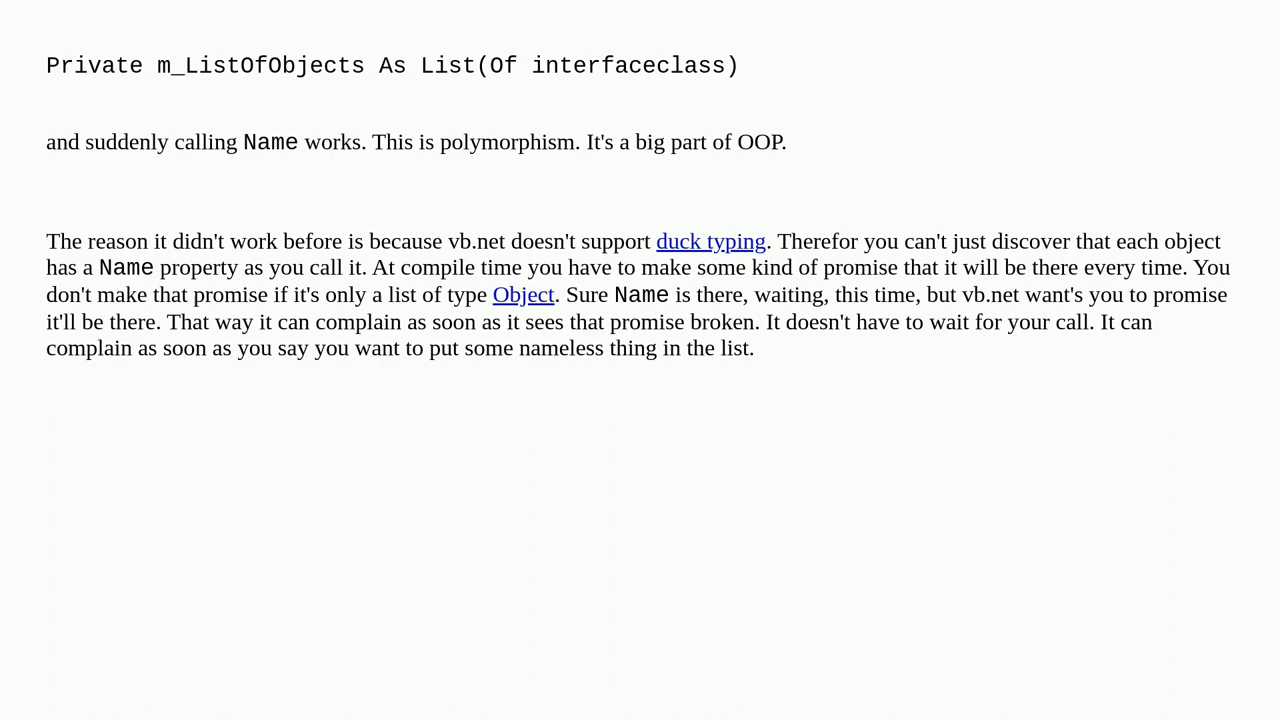 Private m_ListOfObjects As List(Of interfaceclass)
and suddenly calling Name works. This is polymorphism. It's a big part of OOP.
The reason it didn't work before is because vb.net doesn't support duck typing. Therefor you can't just discover that each object
has a Name property as you call it. At compile time you have to make some kind of promise that it will be there every time. You
don't make that promise if it's only a list of type Object. Sure Name is there, waiting, this time, but vb.net want's you to promise
it'll be there. That way it can complain as soon as it sees that promise broken. It doesn't have to wait for your call. It can
complain as soon as you say you want to put some nameless thing in the list.